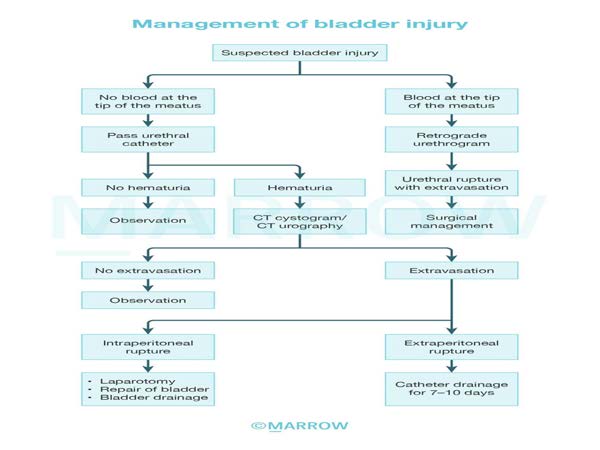 Management of bladder injury
Suspected bladder injury
No blood at the
tip of the meatus
Blood at the tip
of the meatus
Pass urethral
catheter
Retrograde
urethrogram
No hematuria
Hematuria
Urethral rupture
with extravasation
Observation
CT cystogram/
CT urography
Surgical
management
MARROW
No extravasation
Extravasation
Observation
Intraperitoneal
rupture
Extraperitoneal
rupture
• Laparotomy
• Repair of bladder
• Bladder drainage
Catheter drainage
for 7–10 days
©MARROW